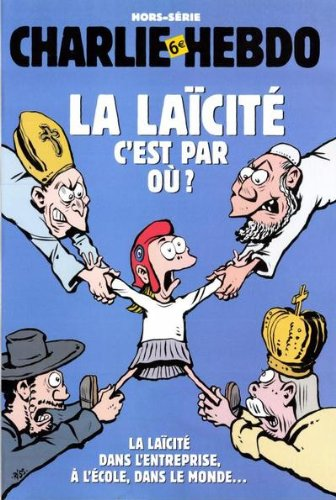 HORS-SÉRIE
CHARLIE HEBDO
6€
LA LAÏCITÉ
C'EST PAR
OÙ ?
LA LAÏCITÉ
DANS L'ENTREPRISE,
À L'ÉCOLE, DANS LE MONDE...